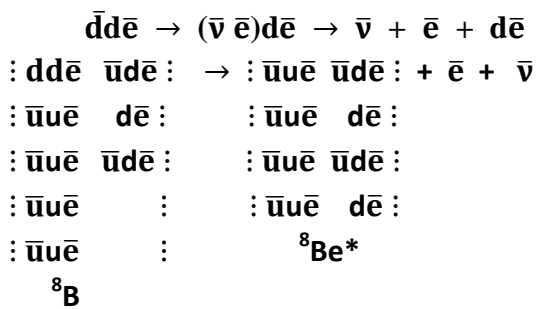 d̄dē → (ν̄ ē)dē → ν̄ + ē + dē
⋮ ddē ūdē ⋮ → ⋮ ūuē ūdē ⋮ + ē + ν̄
⋮ ūuē dē ⋮ ⋮ ūuē dē ⋮
⋮ ūuē ūdē ⋮ ⋮ ūuē ūdē ⋮
⋮ ūuē ⋮ ⋮ ūuē dē ⋮
⋮ ūuē ⋮ ⁸Be*
⁸B